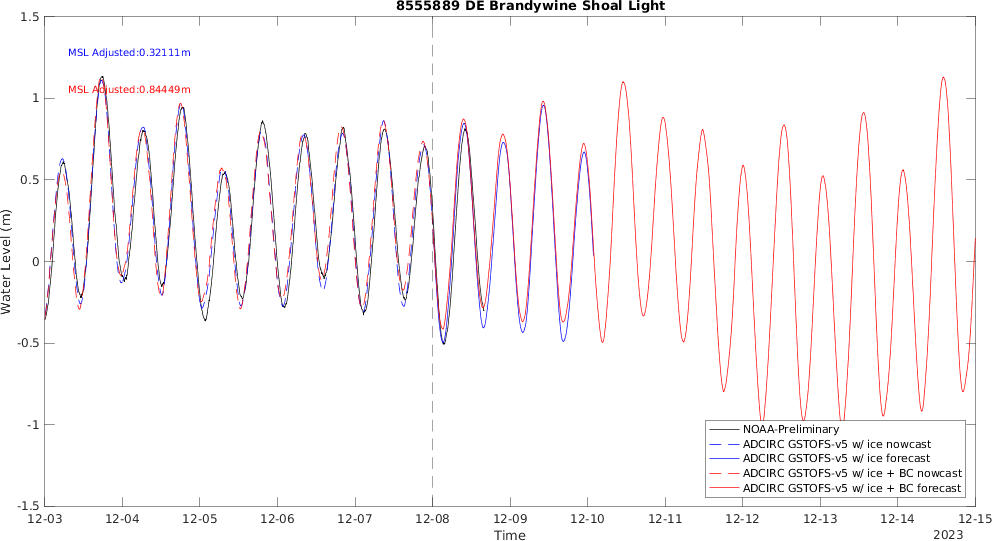 8555889 DE Brandywine Shoal Light
MSL Adjusted:0.32111m
MSL Adjusted:0.84449m
1.5
1
0.5
0
-0.5
-1
-1.5
Water Level (m)
NOAA-Preliminary
ADCIRC GSTOFS-v5 w/ ice nowcast
ADCIRC GSTOFS-v5 w/ ice forecast
ADCIRC GSTOFS-v5 w/ ice + BC nowcast
ADCIRC GSTOFS-v5 w/ ice + BC forecast
12-03 12-04 12-05 12-06 12-07 12-08 12-09 12-10 12-11 12-12 12-13 12-14 12-15
Time
2023